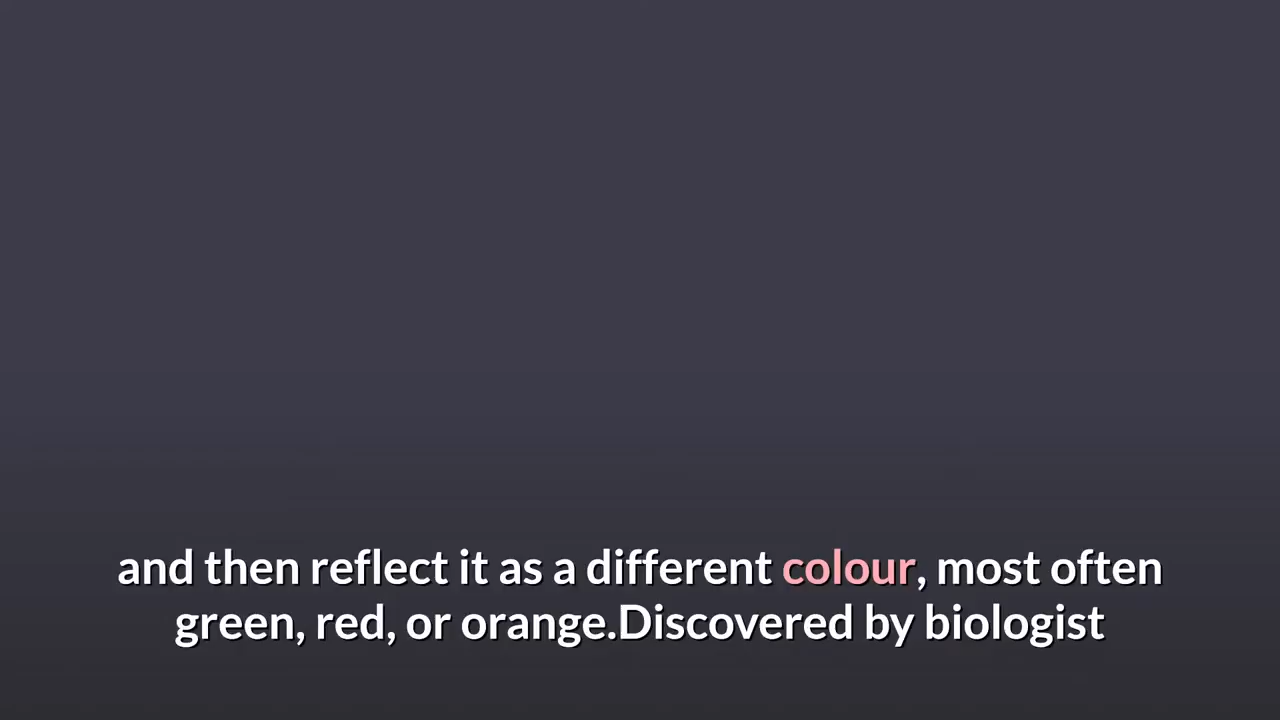 and then reflect it as a different colour, most often
green, red, or orange.Discovered by biologist